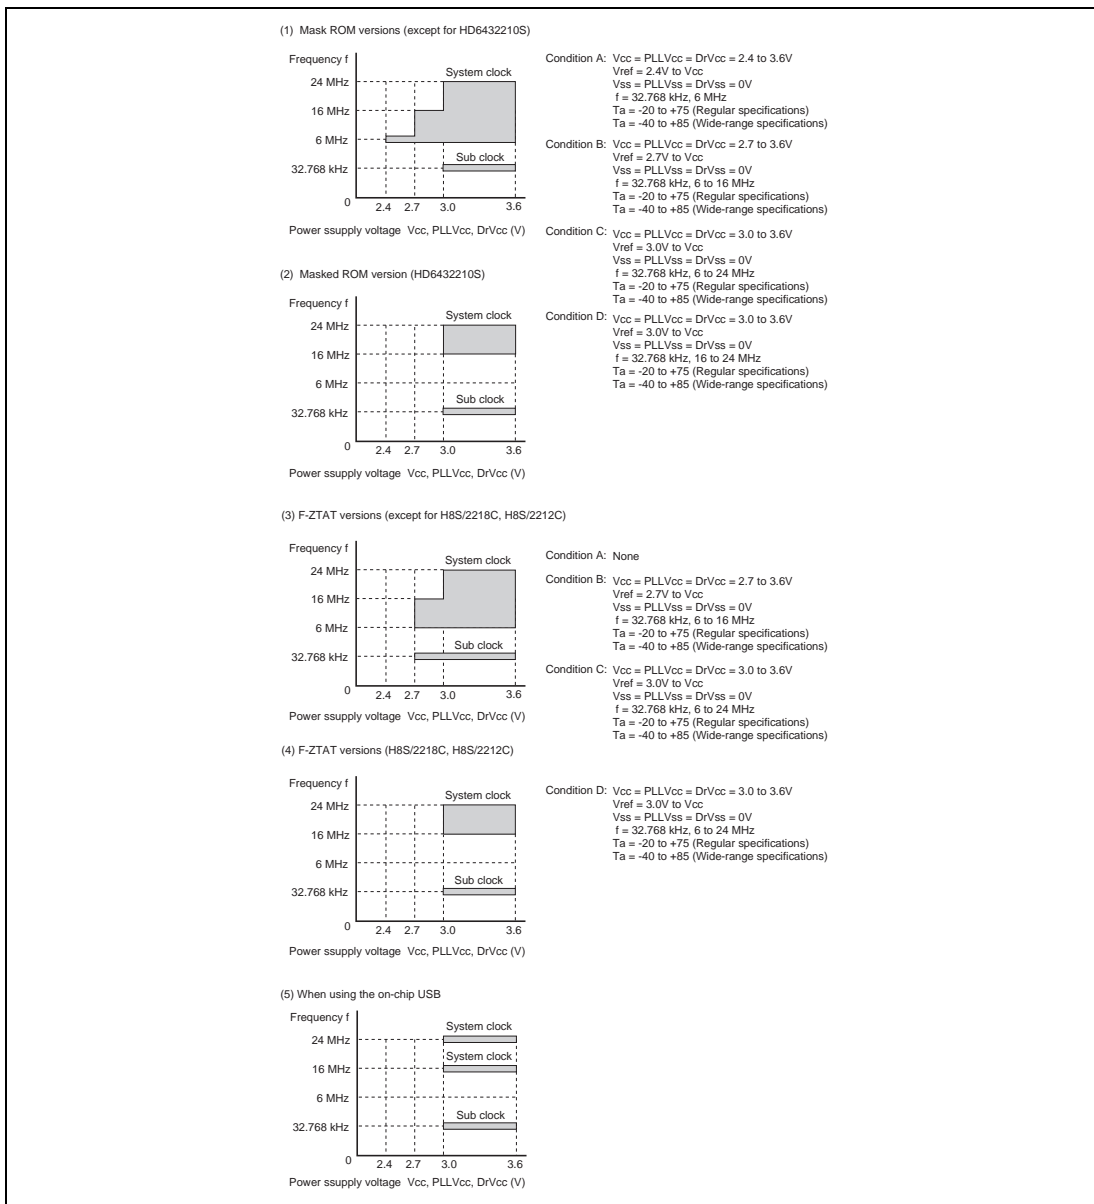 (1) Mask ROM versions (except for HD6432210S)
Frequency f
System clock
24 MHz
16 MHz
6 MHz
Sub clock
32.768 kHz
0
2.4 2.7 3.0 3.6
Power ssupply voltage Vcc, PLLVcc, DrVcc (V)
Condition A: Vcc = PLLVcc = DrVcc = 2.4 to 3.6V
Vref = 2.4V to Vcc
Vss = PLLVss = DrVss = 0V
f = 32.768 kHz, 6 MHz
Ta = -20 to +75 (Regular specifications)
Ta = -40 to +85 (Wide-range specifications)
Condition B: Vcc = PLLVcc = DrVcc = 2.7 to 3.6V
Vref = 2.7V to Vcc
Vss = PLLVss = DrVss = 0V
f = 32.768 kHz, 6 to 16 MHz
Ta = -20 to +75 (Regular specifications)
Ta = -40 to +85 (Wide-range specifications)
Condition C: Vcc = PLLVcc = DrVcc = 3.0 to 3.6V
Vref = 3.0V to Vcc
Vss = PLLVss = DrVss = 0V
f = 32.768 kHz, 6 to 24 MHz
Ta = -20 to +75 (Regular specifications)
Ta = -40 to +85 (Wide-range specifications)
(2) Masked ROM version (HD6432210S)
Frequency f
System clock
24 MHz
16 MHz
6 MHz
Sub clock
32.768 kHz
0
2.4 2.7 3.0 3.6
Power ssupply voltage Vcc, PLLVcc, DrVcc (V)
Condition D: Vcc = PLLVcc = DrVcc = 3.0 to 3.6V
Vref = 3.0V to Vcc
Vss = PLLVss = DrVss = 0V
f = 32.768 kHz, 16 to 24 MHz
Ta = -20 to +75 (Regular specifications)
Ta = -40 to +85 (Wide-range specifications)
(3) F-ZTAT versions (except for H8S/2218C, H8S/2212C)
Frequency f
System clock
24 MHz
16 MHz
6 MHz
Sub clock
32.768 kHz
0
2.4 2.7 3.0 3.6
Power ssupply voltage Vcc, PLLVcc, DrVcc (V)
Condition A: None
Condition B: Vcc = PLLVcc = DrVcc = 2.7 to 3.6V
Vref = 2.7V to Vcc
Vss = PLLVss = DrVss = 0V
f = 32.768 kHz, 6 to 16 MHz
Ta = -20 to +75 (Regular specifications)
Ta = -40 to +85 (Wide-range specifications)
Condition C: Vcc = PLLVcc = DrVcc = 3.0 to 3.6V
Vref = 3.0V to Vcc
Vss = PLLVss = DrVss = 0V
f = 32.768 kHz, 6 to 24 MHz
Ta = -20 to +75 (Regular specifications)
Ta = -40 to +85 (Wide-range specifications)
(4) F-ZTAT versions (H8S/2218C, H8S/2212C)
Frequency f
System clock
24 MHz
16 MHz
6 MHz
Sub clock
32.768 kHz
0
2.4 2.7 3.0 3.6
Power ssupply voltage Vcc, PLLVcc, DrVcc (V)
Condition D: Vcc = PLLVcc = DrVcc = 3.0 to 3.6V
Vref = 3.0V to Vcc
Vss = PLLVss = DrVss = 0V
f = 32.768 kHz, 6 to 24 MHz
Ta = -20 to +75 (Regular specifications)
Ta = -40 to +85 (Wide-range specifications)
(5) When using the on-chip USB
Frequency f
System clock
24 MHz
System clock
16 MHz
6 MHz
Sub clock
32.768 kHz
0
2.4 2.7 3.0 3.6
Power ssupply voltage Vcc, PLLVcc, DrVcc (V)